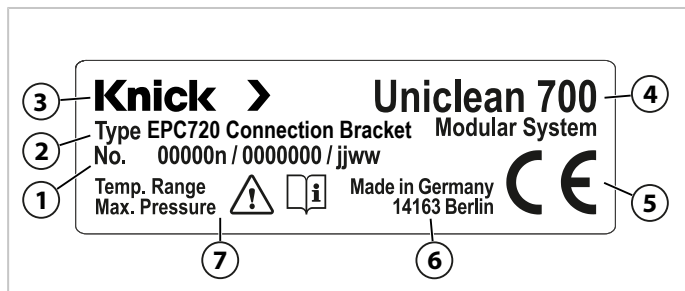 Knick > Uniclean 700
Type EPC720 Connection Bracket Modular System
No. 00000n / 0000000 / jjww
Temp. Range Made in Germany CE
Max. Pressure 14163 Berlin
3
2
1
4
5
6
7